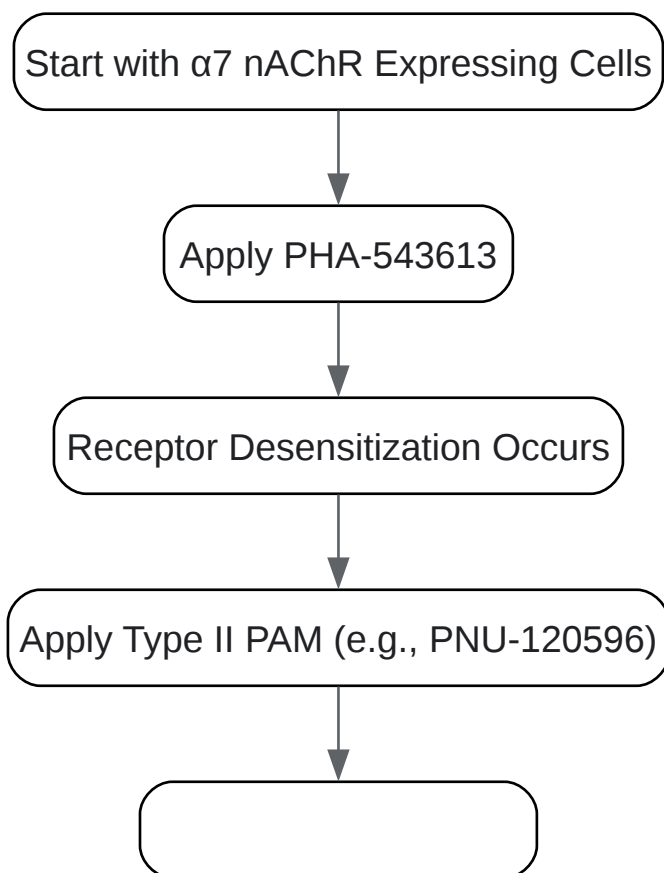 Start with α7 nAChR Expressing Cells
Apply PHA-543613
Receptor Desensitization Occurs
Apply Type II PAM (e.g., PNU-120596)